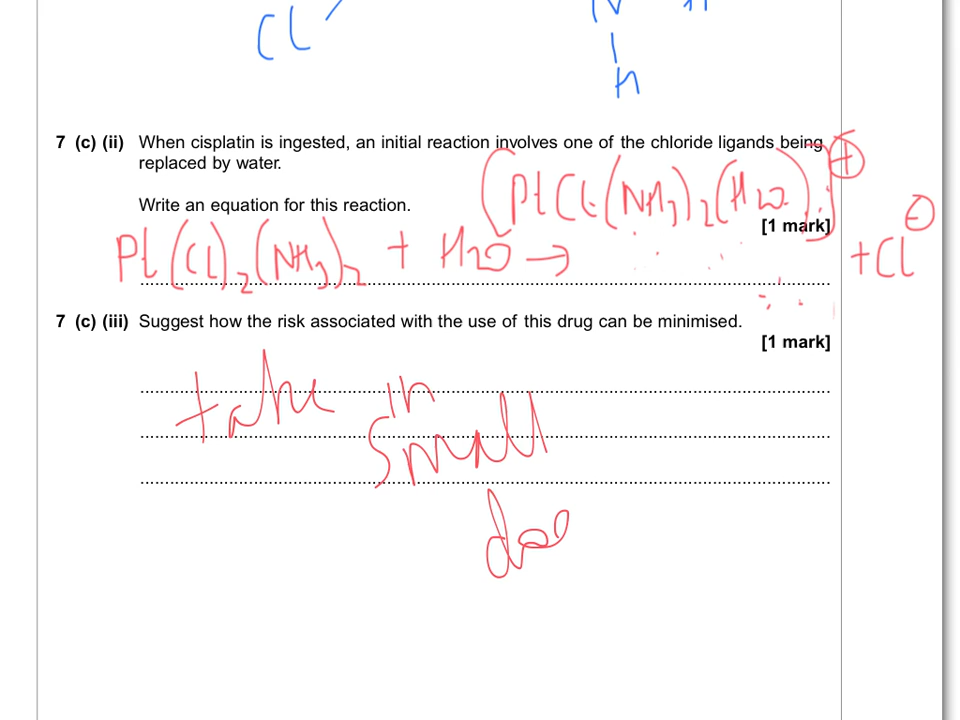 Cl
N H
H
7 (c) (ii) When cisplatin is ingested, an initial reaction involves one of the chloride ligands being
replaced by water.
Write an equation for this reaction.
[1 mark]
Pt(Cl)2(NH3)2 + H2O → (PtCl(NH3)2(H2O))+ + Cl-
7 (c) (iii) Suggest how the risk associated with the use of this drug can be minimised.
[1 mark]
take in
small